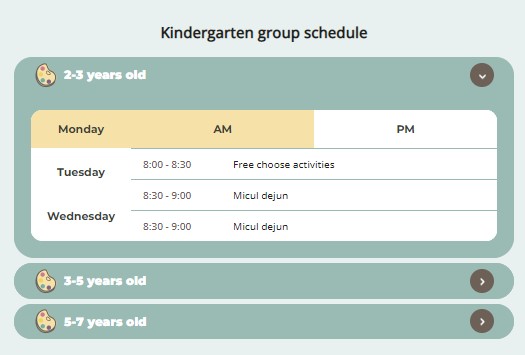 Kindergarten group schedule
2-3 years old
Monday AM PM
Tuesday
8:00 - 8:30 Free choose activities
8:30 - 9:00 Micul dejun
Wednesday
8:30 - 9:00 Micul dejun
3-5 years old
5-7 years old